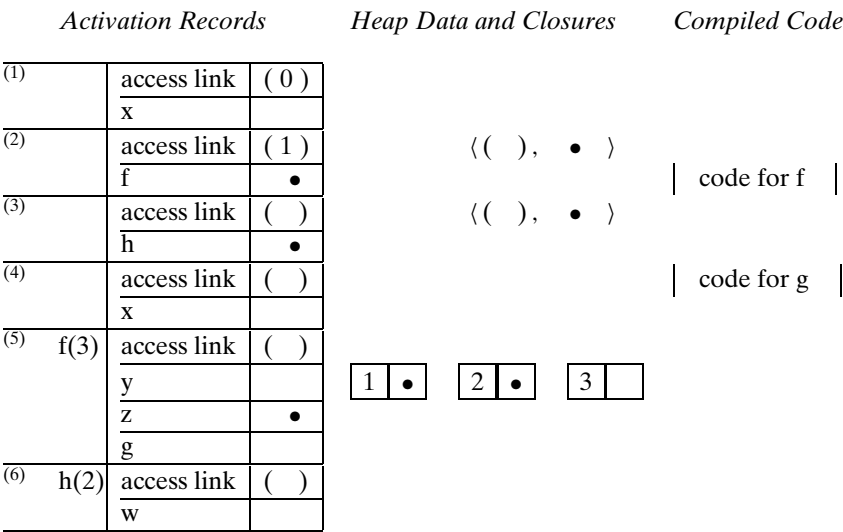 Activation Records Heap Data and Closures Compiled Code
(1) access link ( 0 )
x
(2) access link ( 1 ) ⟨ ( ), • ⟩
f • code for f
(3) access link ( ) ⟨ ( ), • ⟩
h •
(4) access link ( ) code for g
x
(5) f(3) access link ( )
y 1 • 2 • 3
z •
g
(6) h(2) access link ( )
w